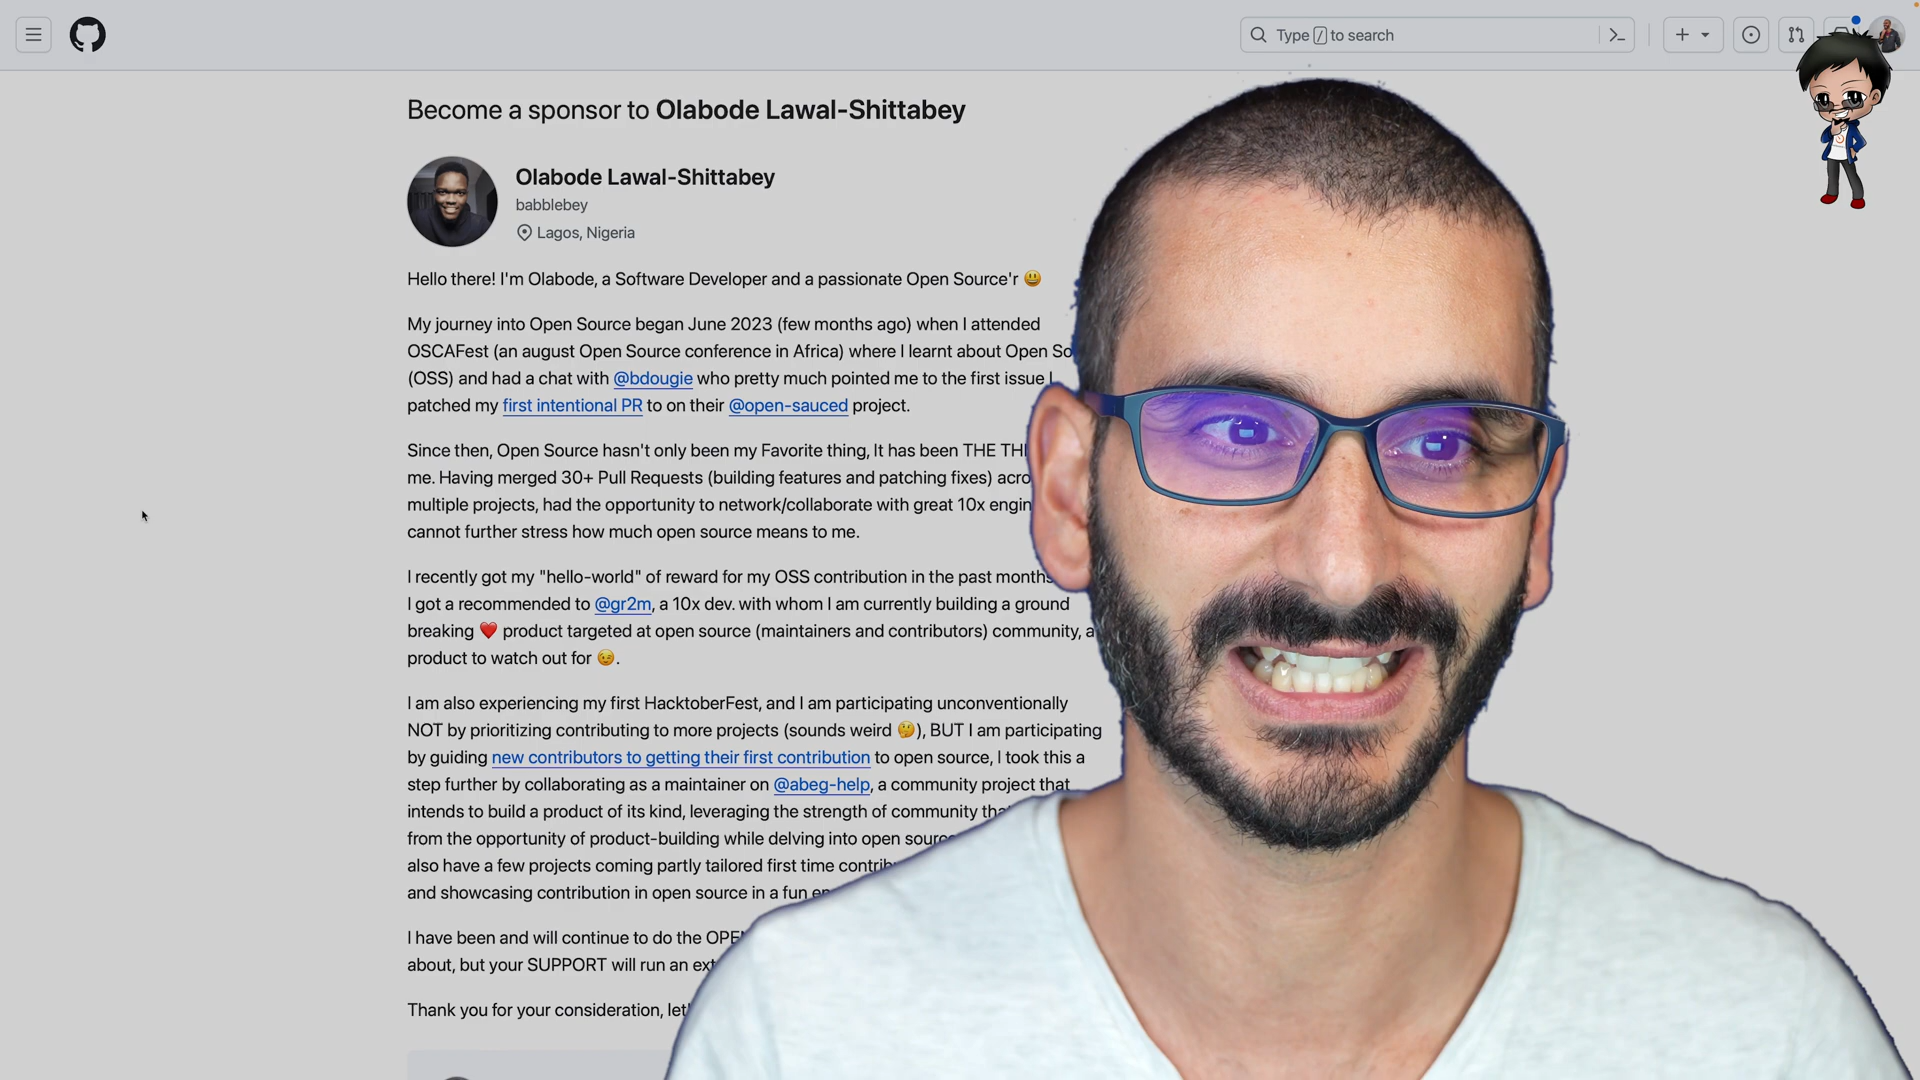 Type / to search
Become a sponsor to Olabode Lawal-Shittabey
Olabode Lawal-Shittabey
babblebey
Lagos, Nigeria
Hello there! I'm Olabode, a Software Developer and a passionate Open Source'r 😃
My journey into Open Source began June 2023 (few months ago) when I attended
OSCAFest (an august Open Source conference in Africa) where I learnt about Open So
(OSS) and had a chat with @bdougie who pretty much pointed me to the first issue I
patched my first intentional PR to on their @open-sauced project.
Since then, Open Source hasn't only been my Favorite thing, It has been THE
me. Having merged 30+ Pull Requests (building features and patching fixes) acro
multiple projects, had the opportunity to network/collaborate with great 10x engin
cannot further stress how much open source means to me.
I recently got my "hello-world" of reward for my OSS contribution in the past months
I got a recommended to @gr2m, a 10x dev. with whom I am currently building a ground
breaking ❤️ product targeted at open source (maintainers and contributors) community, a
product to watch out for 😉.
I am also experiencing my first HacktoberFest, and I am participating unconventionally
NOT by prioritizing contributing to more projects (sounds weird 🤔), BUT I am participating
by guiding new contributors to getting their first contribution to open source, I took this a
step further by collaborating as a maintainer on @abeg-help, a community project that
intends to build a product of its kind, leveraging the strength of community
from the opportunity of product-building while delving into open sourc
also have a few projects coming partly tailored first time contrib
and showcasing contribution in open source in a fun
I have been and will continue to do the OPE
about, but your SUPPORT will run an
Thank you for your consideration, let'